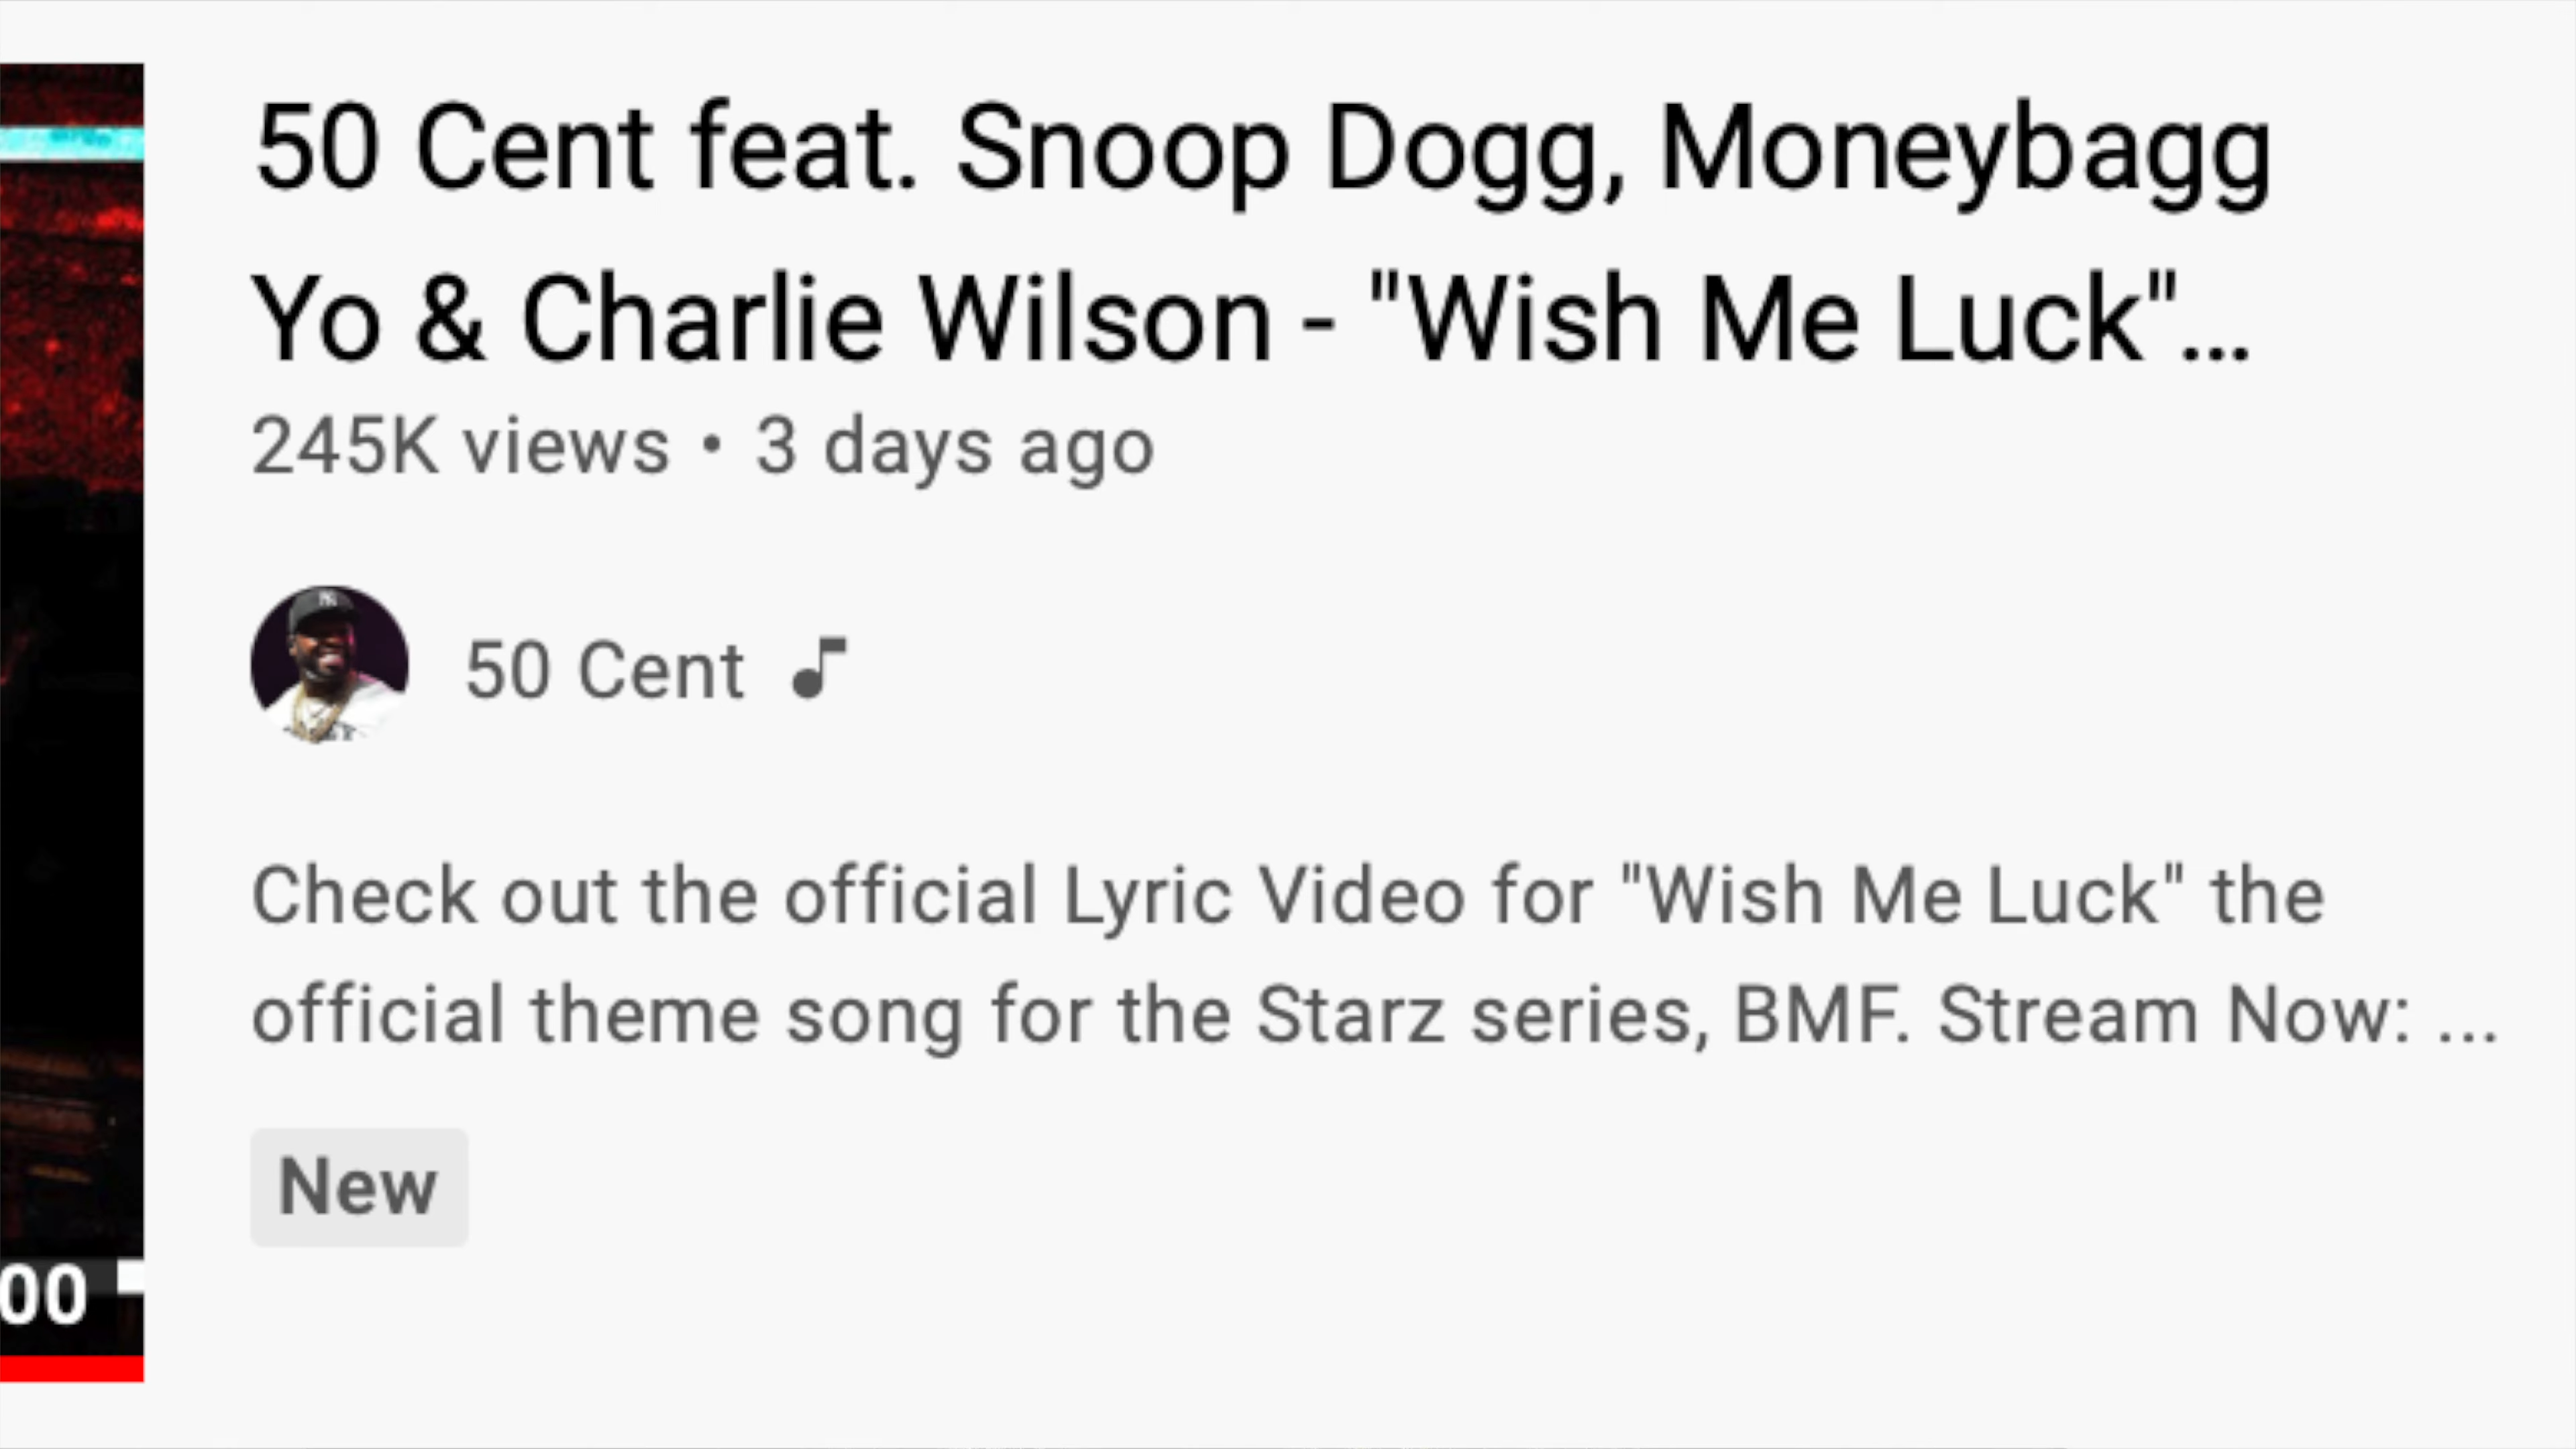 50 Cent feat. Snoop Dogg, Moneybagg
Yo & Charlie Wilson - "Wish Me Luck"...
245K views • 3 days ago
50 Cent
Check out the official Lyric Video for "Wish Me Luck" the
official theme song for the Starz series, BMF. Stream Now: ...
New
00